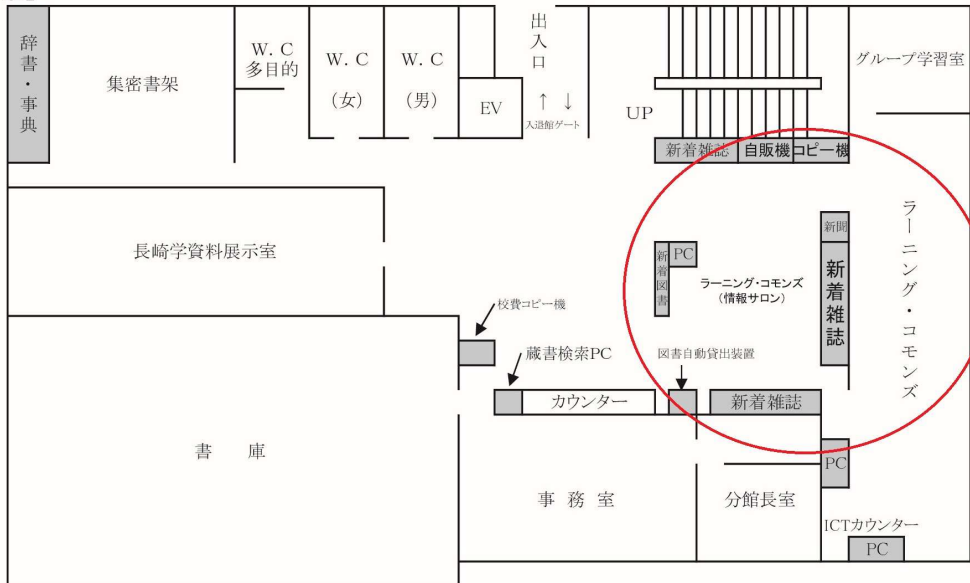 辞書・事典
集密書架
W.C
多目的
W.C
(女)
W.C
(男)
EV
出入口
↑ ↓
入退館ゲート
UP
新着雑誌
自販機
コピー機
グループ学習室
長崎学資料展示室
新着図書
PC
ラーニング・コモンズ
(情報サロン)
新聞
新着雑誌
ラーニング・コモンズ
校費コピー機
蔵書検索PC
図書自動貸出装置
カウンター
新着雑誌
書 庫
事 務 室
分館長室
PC
ICTカウンター
PC